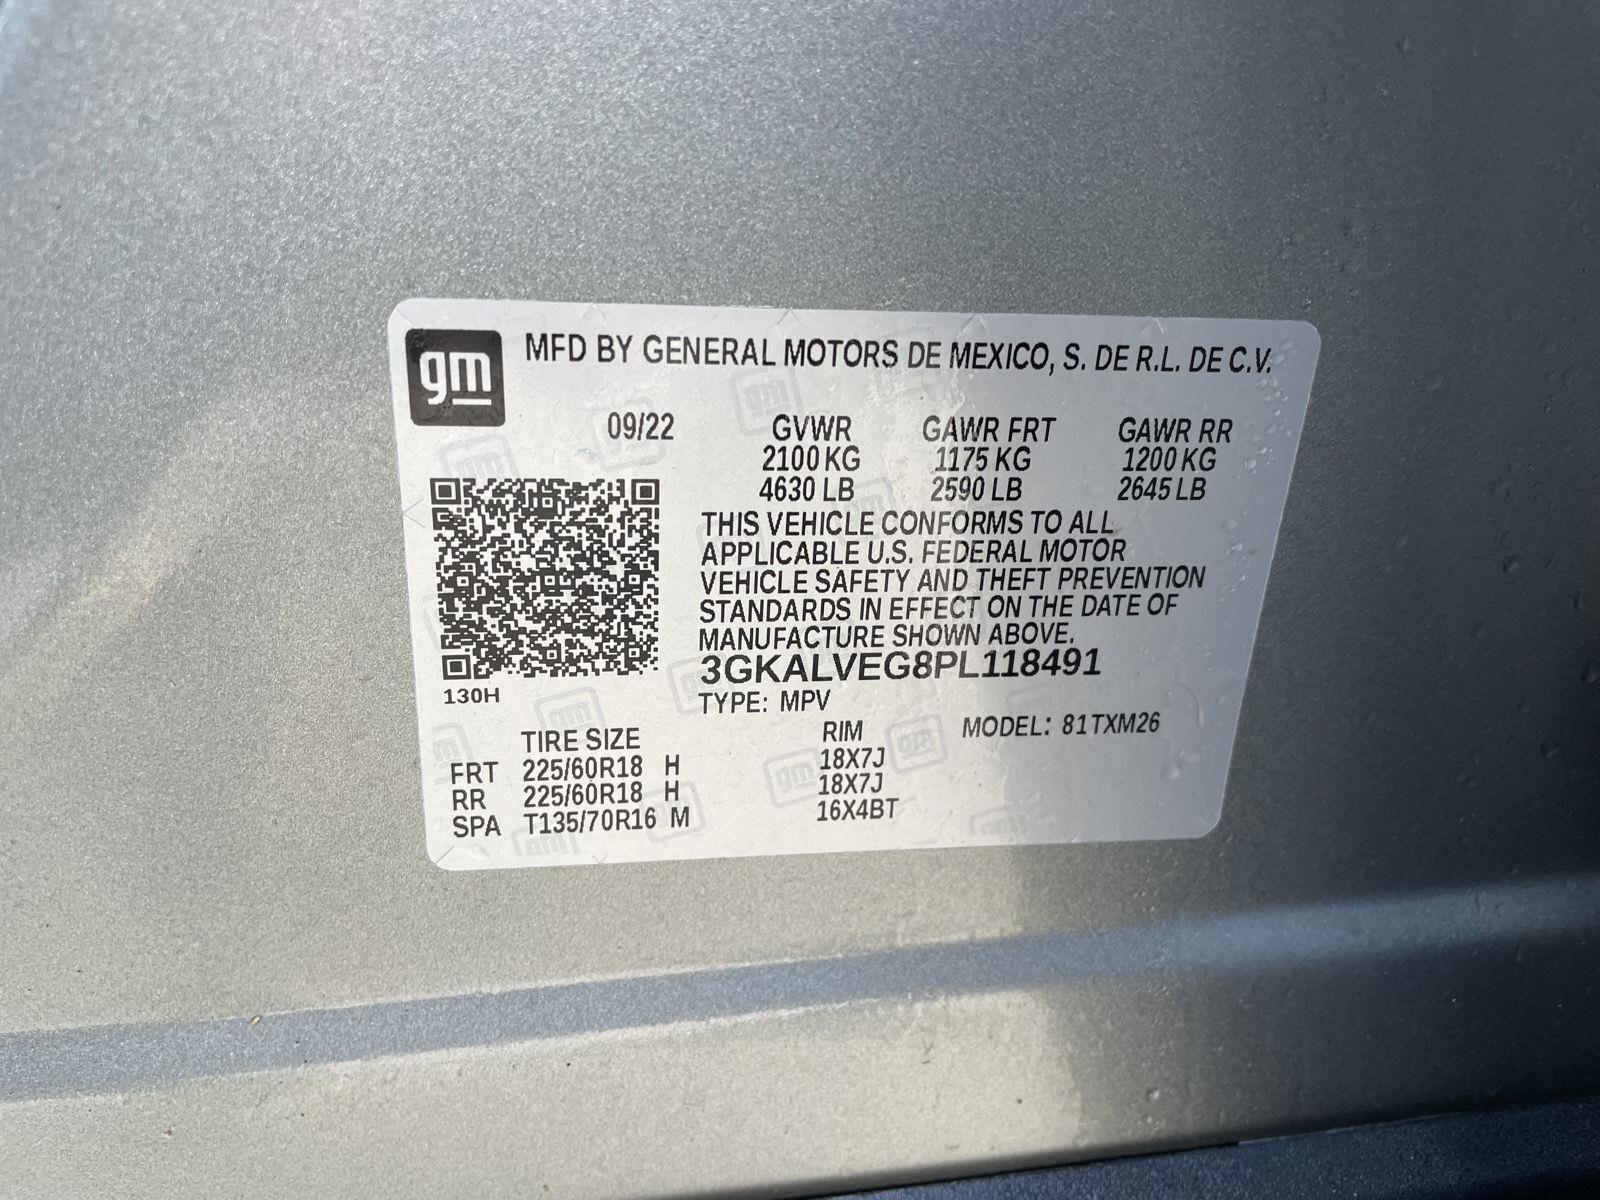 gm
MFD BY GENERAL MOTORS DE MEXICO, S. DE R.L. DE C.V.
09/22 GVWR GAWR FRT GAWR RR
2100 KG 1175 KG 1200 KG
4630 LB 2590 LB 2645 LB
THIS VEHICLE CONFORMS TO ALL
APPLICABLE U.S. FEDERAL MOTOR
VEHICLE SAFETY AND THEFT PREVENTION
STANDARDS IN EFFECT ON THE DATE OF
MANUFACTURE SHOWN ABOVE.
3GKALVEG8PL118491
130H
TYPE: MPV
TIRE SIZE RIM MODEL: 81TXM26
FRT 225/60R18 H 18X7J
RR 225/60R18 H 18X7J
SPA T135/70R16 M 16X4BT